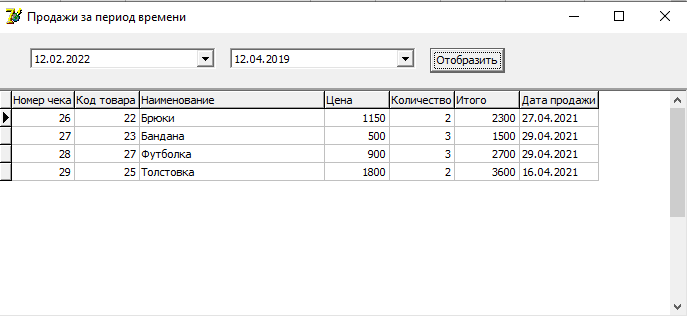 Продажи за период времени
12.02.2022 12.04.2019 Отобразить
Номер чека Код товара Наименование Цена Количество Итого Дата продажи
26 22 Брюки 1150 2 2300 27.04.2021
27 23 Бандана 500 3 1500 29.04.2021
28 27 Футболка 900 3 2700 29.04.2021
29 25 Толстовка 1800 2 3600 16.04.2021